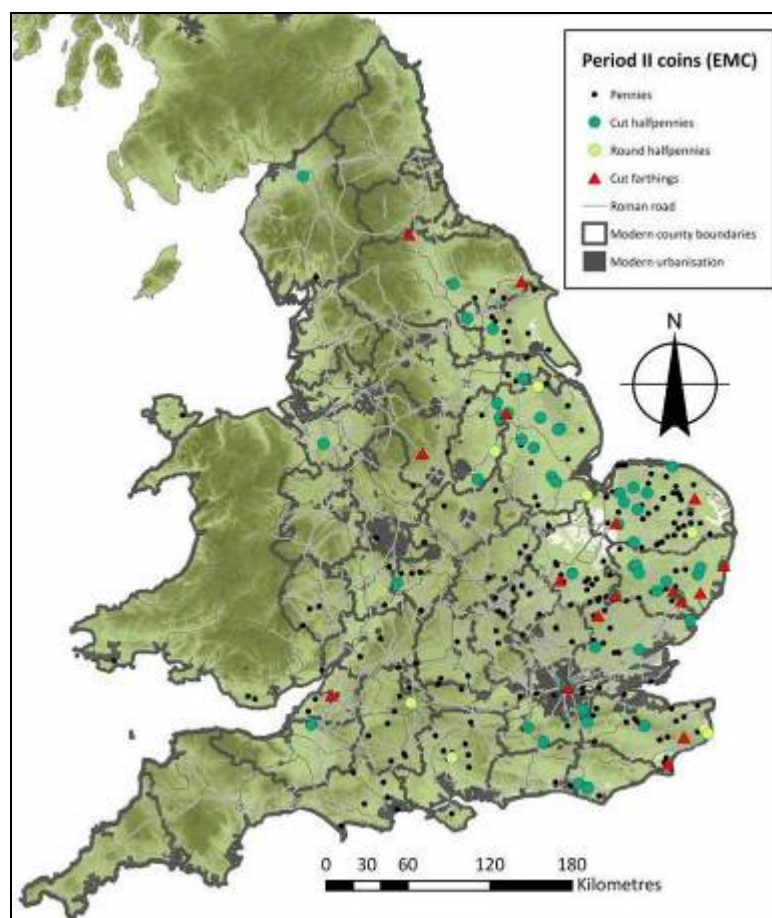 Period II coins (EMC)
Pennies
Cut halfpennies
Round halfpennies
Cut farthings
Roman road
Modern county boundaries
Modern urbanisation
N
0 30 60 120 180
Kilometres